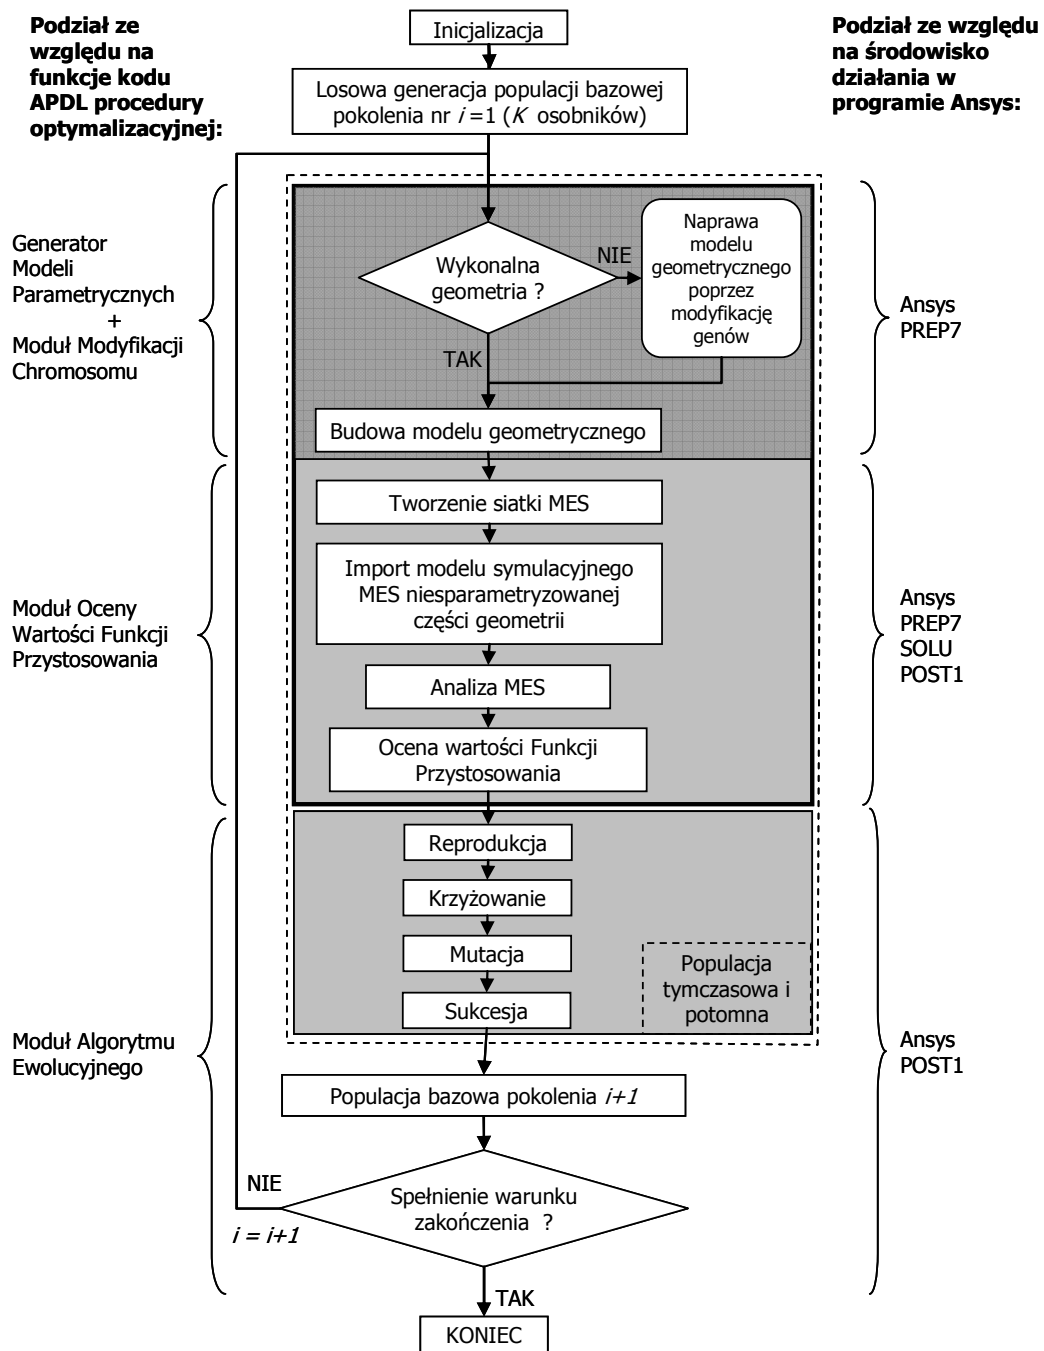 Podział ze
względu na
funkcje kodu
APDL procedury
optymalizacyjnej:
Inicjalizacja
Podział ze względu
na środowisko
działania w
programie Ansys:
Losowa generacja populacji bazowej
pokolenia nr i =1 (K osobników)
Generator
Modeli
Parametrycznych
+
Moduł Modyfikacji
Chromosomu
Wykonalna
geometria ?
NIE
Naprawa
modelu
geometrycznego
poprzez
modyfikację
genów
TAK
Budowa modelu geometrycznego
Ansys
PREP7
Moduł Oceny
Wartości Funkcji
Przystosowania
Tworzenie siatki MES
Import modelu symulacyjnego
MES niesparametryzowanej
części geometrii
Analiza MES
Ocena wartości Funkcji
Przystosowania
Ansys
PREP7
SOLU
POST1
Moduł Algorytmu
Ewolucyjnego
Reprodukcja
Krzyżowanie
Mutacja
Sukcesja
Populacja
tymczasowa i
potomna
Ansys
POST1
Populacja bazowa pokolenia i+1
NIE
i = i+1
Spełnienie warunku
zakończenia ?
TAK
KONIEC